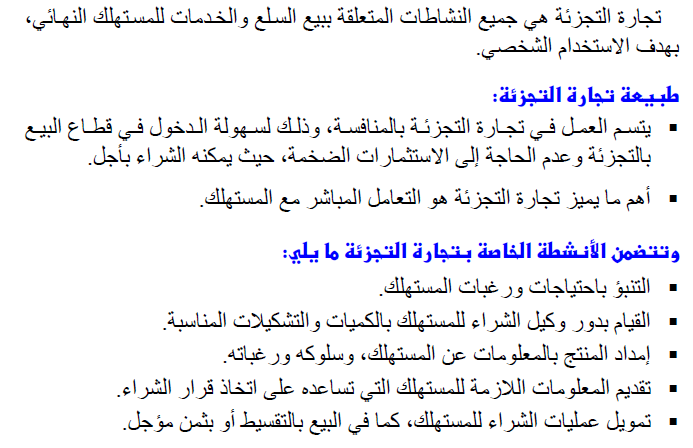 تجارة التجزئة هي جميع النشاطات المتعلقة ببيع السلع والخدمات للمستهلك النهائي،
بهدف الاستخدام الشخصي.
طبيعة تجارة التجزئة:
▪ يتسم العمل في تجارة التجزئة بالمنافسة، وذلك لسهولة الدخول في قطاع البيع
بالتجزئة وعدم الحاجة إلى الاستثمارات الضخمة، حيث يمكنه الشراء بأجل.
▪ أهم ما يميز تجارة التجزئة هو التعامل المباشر مع المستهلك.
وتتضمن الأنشطة الخاصة بتجارة التجزئة ما يلي:
▪ التنبؤ باحتياجات ورغبات المستهلك.
▪ القيام بدور وكيل الشراء للمستهلك بالكميات والتشكيلات المناسبة.
▪ إمداد المنتج بالمعلومات عن المستهلك، وسلوكه ورغباته.
▪ تقديم المعلومات اللازمة للمستهلك التي تساعده على اتخاذ قرار الشراء.
▪ تمويل عمليات الشراء للمستهلك، كما في البيع بالتقسيط أو بثمن مؤجل.